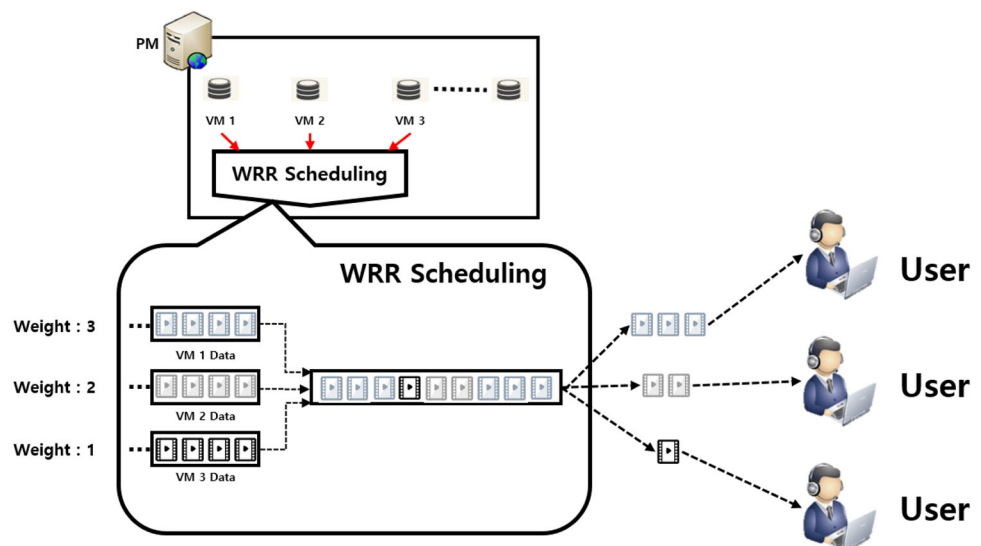 PM
VM 1
VM 2
VM 3
WRR Scheduling
WRR Scheduling
Weight : 3
VM 1 Data
Weight : 2
VM 2 Data
Weight : 1
VM 3 Data
User
User
User